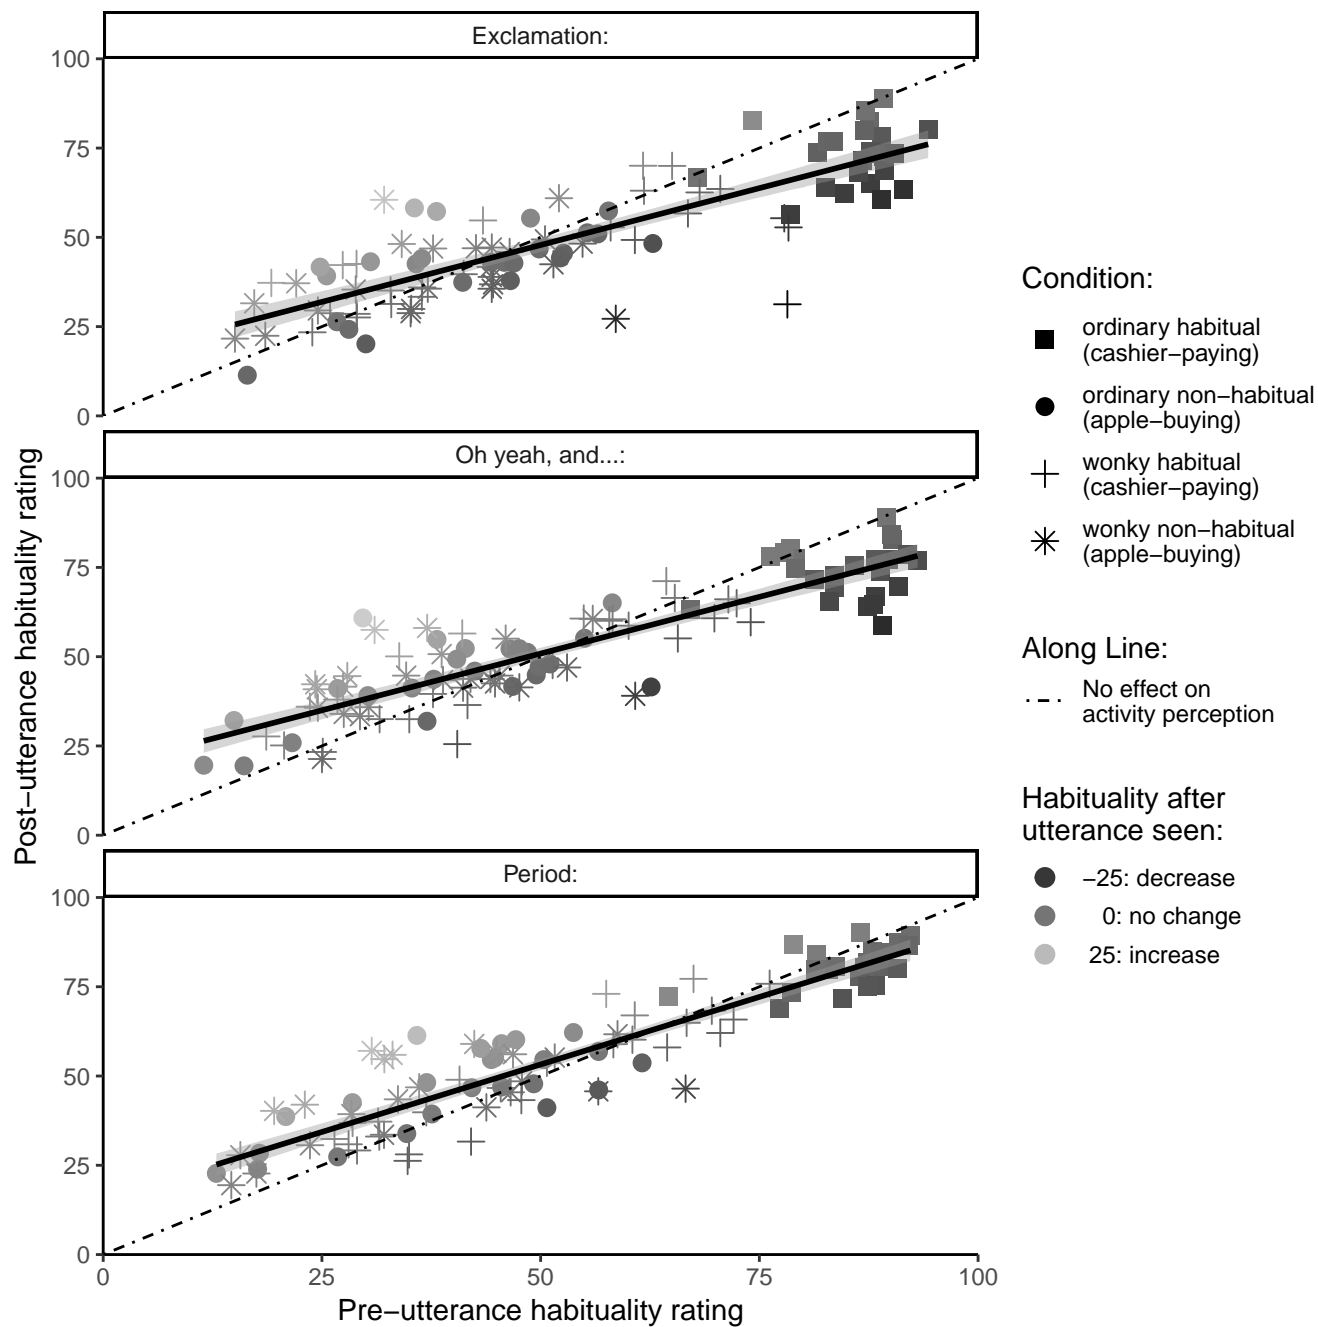 Exclamation:
100
75
50
25
0
Oh yeah, and...:
100
75
50
25
0
Period:
100
75
50
25
0
0 25 50 75 100
Pre−utterance habituality rating
Post−utterance habituality rating
Condition:
ordinary habitual
(cashier−paying)
ordinary non−habitual
(apple−buying)
wonky habitual
(cashier−paying)
wonky non−habitual
(apple−buying)
Along Line:
No effect on
activity perception
Habituality after
utterance seen:
−25: decrease
0: no change
25: increase